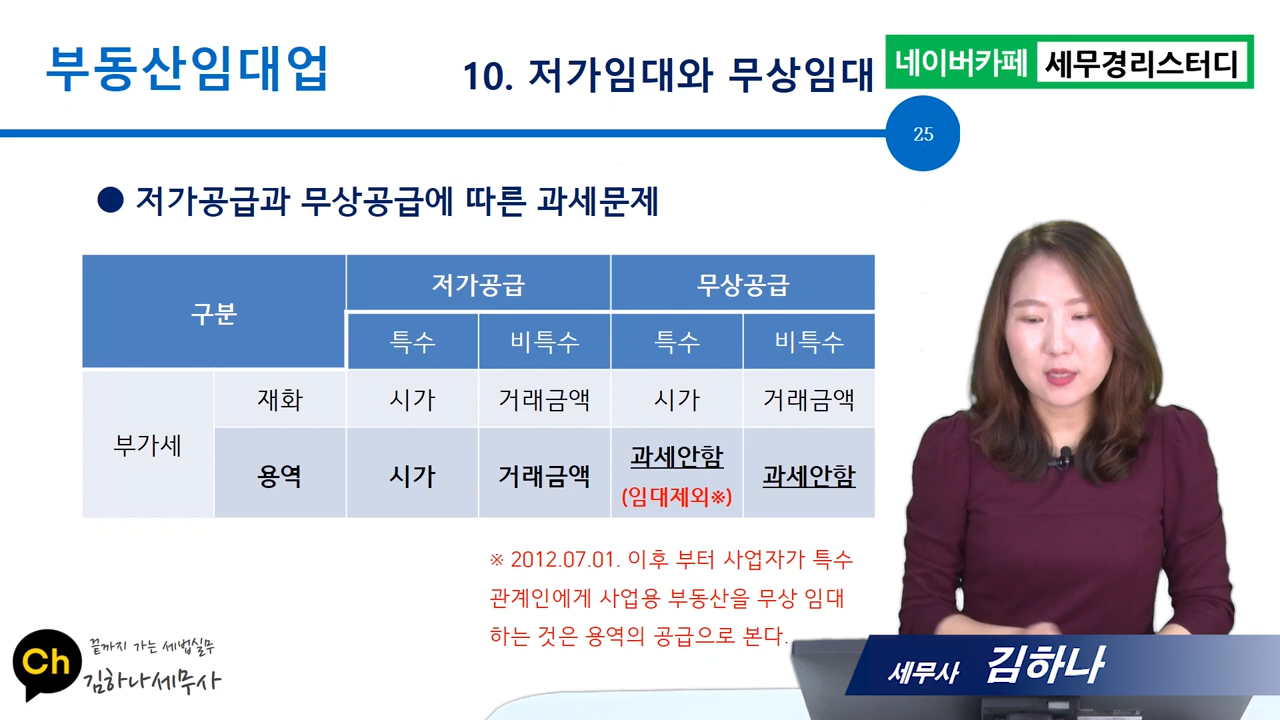 부동산임대업
10. 저가임대와 무상임대
네이버카페 세무경리스터디
25
● 저가공급과 무상공급에 따른 과세문제
구분 저가공급 무상공급
특수 비특수 특수 비특수
부가세 재화 시가 거래금액 시가 거래금액
용역 시가 거래금액 과세안함 과세안함
(임대제외※)
※ 2012.07.01. 이후 부터 사업자가 특수
관계인에게 사업용 부동산을 무상 임대
하는 것은 용역의 공급으로 본다.
Ch
끝까지 가는 세법실무
김하나세무사
세무사 김하나